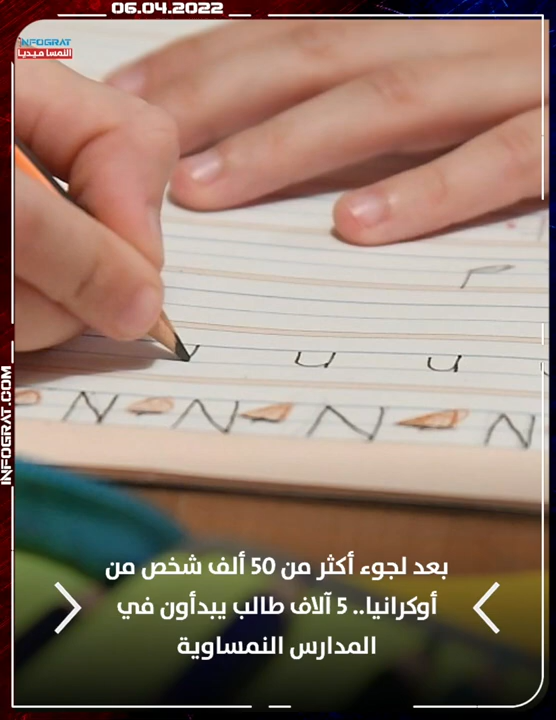 06.04.2022
INFOGRAT
النمسا ميديا
INFOGRAT.COM
u u
N N N N
بعد لجوء أكثر من 50 ألف شخص من
أوكرانيا.. 5 آلاف طالب يبدأون في
المدارس النمساوية